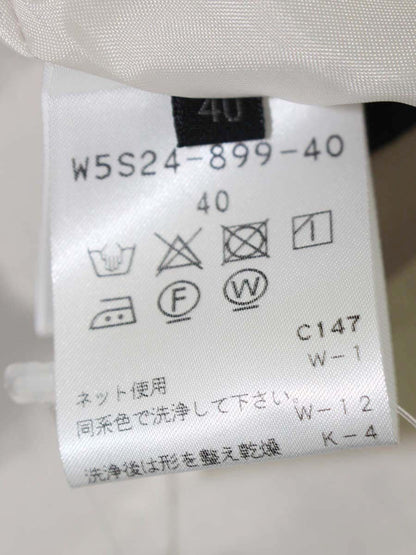 40
W5S24-899-40
40
F
W
C147
W-1
ネット使用
同系色で洗浄して下さい。
W-12
K-4
洗浄後は形を整え乾燥